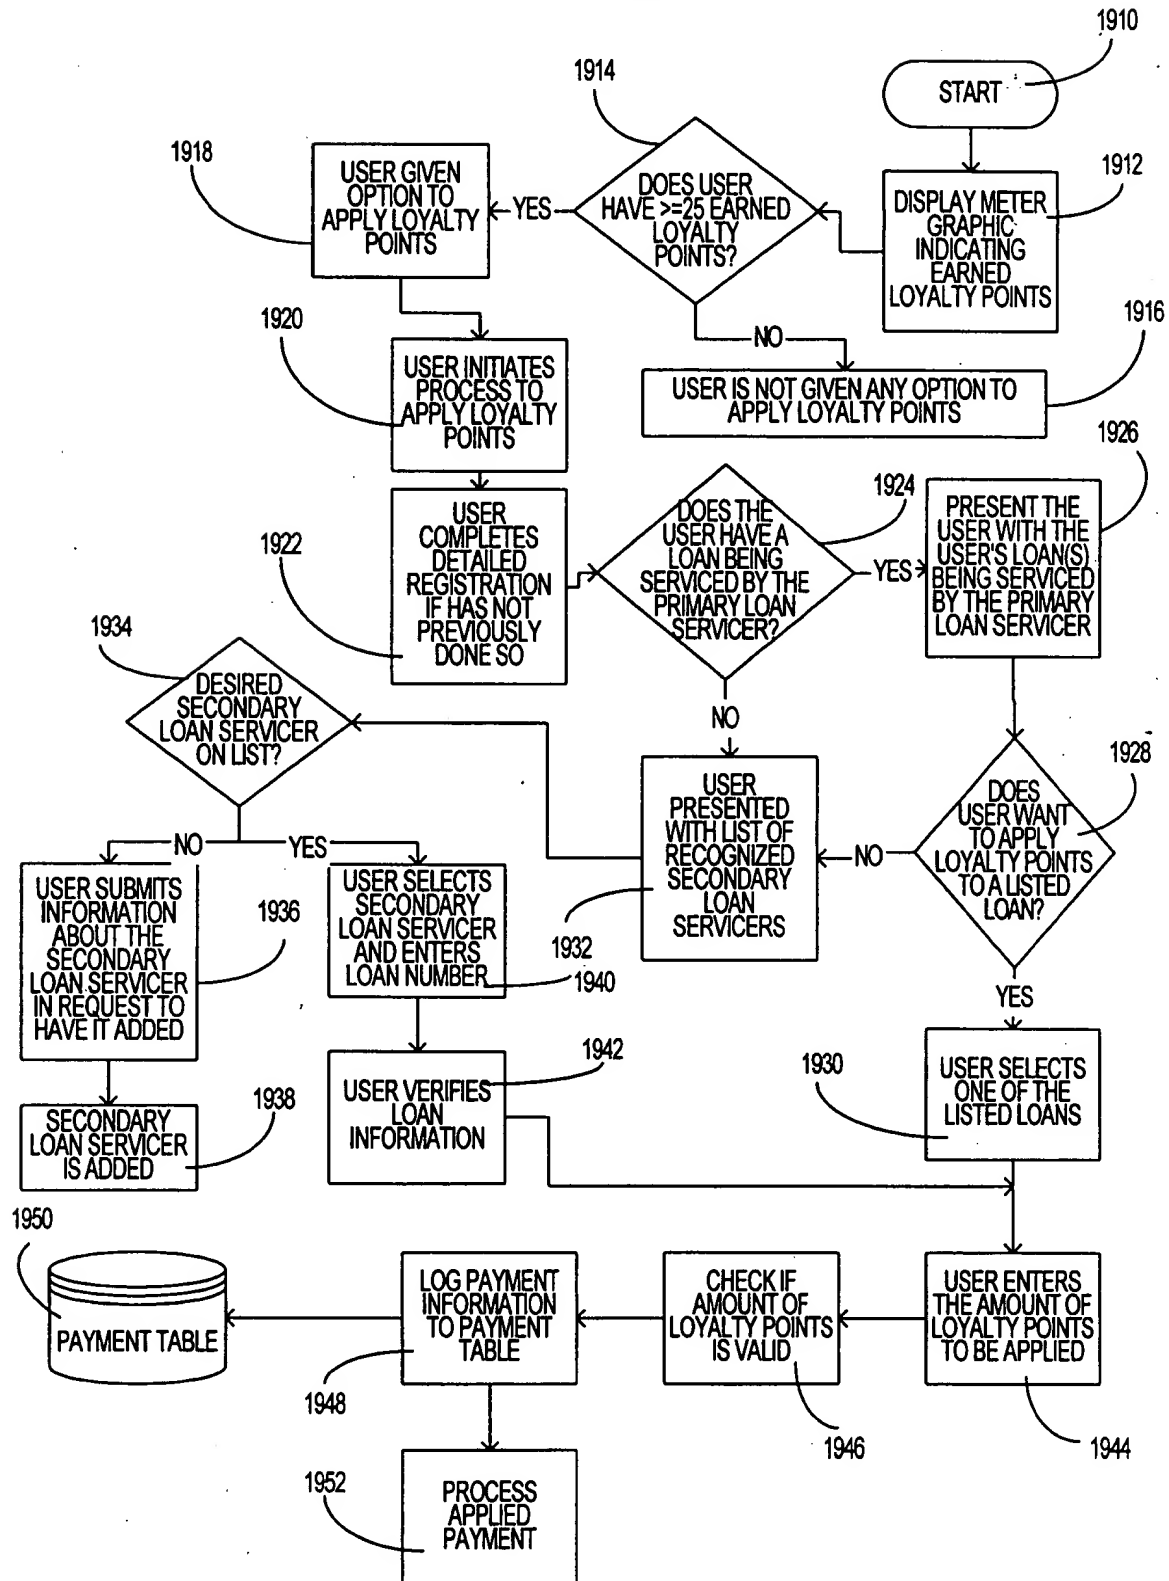 1910
START
1914
1918
USER GIVEN
OPTION TO
APPLY LOYALTY
POINTS
YES
DOES USER
HAVE >=25 EARNED
LOYALTY
POINTS?
1912
DISPLAY METER
GRAPHIC
INDICATING
EARNED
LOYALTY POINTS
1920
USER INITIATES
PROCESS TO
APPLY LOYALTY
POINTS
NO
1916
USER IS NOT GIVEN ANY OPTION TO
APPLY LOYALTY POINTS
1922
USER
COMPLETES
DETAILED
REGISTRATION
IF HAS NOT
PREVIOUSLY
DONE SO
1924
DOES THE
USER HAVE A
LOAN BEING
SERVICED BY THE
PRIMARY LOAN
SERVICER?
YES
1926
PRESENT THE
USER WITH THE
USER'S LOAN(S)
BEING SERVICED
BY THE PRIMARY
LOAN SERVICER
1934
DESIRED
SECONDARY
LOAN SERVICER
ON LIST?
NO
USER
PRESENTED
WITH LIST OF
RECOGNIZED
SECONDARY
LOAN
SERVICERS
1932
NO
1928
DOES
USER WANT
TO APPLY
LOYALTY POINTS
TO A LISTED
LOAN?
NO
YES
USER SUBMITS
INFORMATION
ABOUT THE
SECONDARY
LOAN SERVICER
IN REQUEST TO
HAVE IT ADDED
1936
USER SELECTS
SECONDARY
LOAN SERVICER
AND ENTERS
LOAN NUMBER
1940
YES
SECONDARY
LOAN SERVICER
IS ADDED
1938
USER VERIFIES
LOAN
INFORMATION
1942
1930
USER SELECTS
ONE OF THE
LISTED LOANS
1950
PAYMENT TABLE
LOG PAYMENT
INFORMATION
TO PAYMENT
TABLE
1948
CHECK IF
AMOUNT OF
LOYALTY POINTS
IS VALID
1946
USER ENTERS
THE AMOUNT OF
LOYALTY POINTS
TO BE APPLIED
1944
1952
PROCESS
APPLIED
PAYMENT